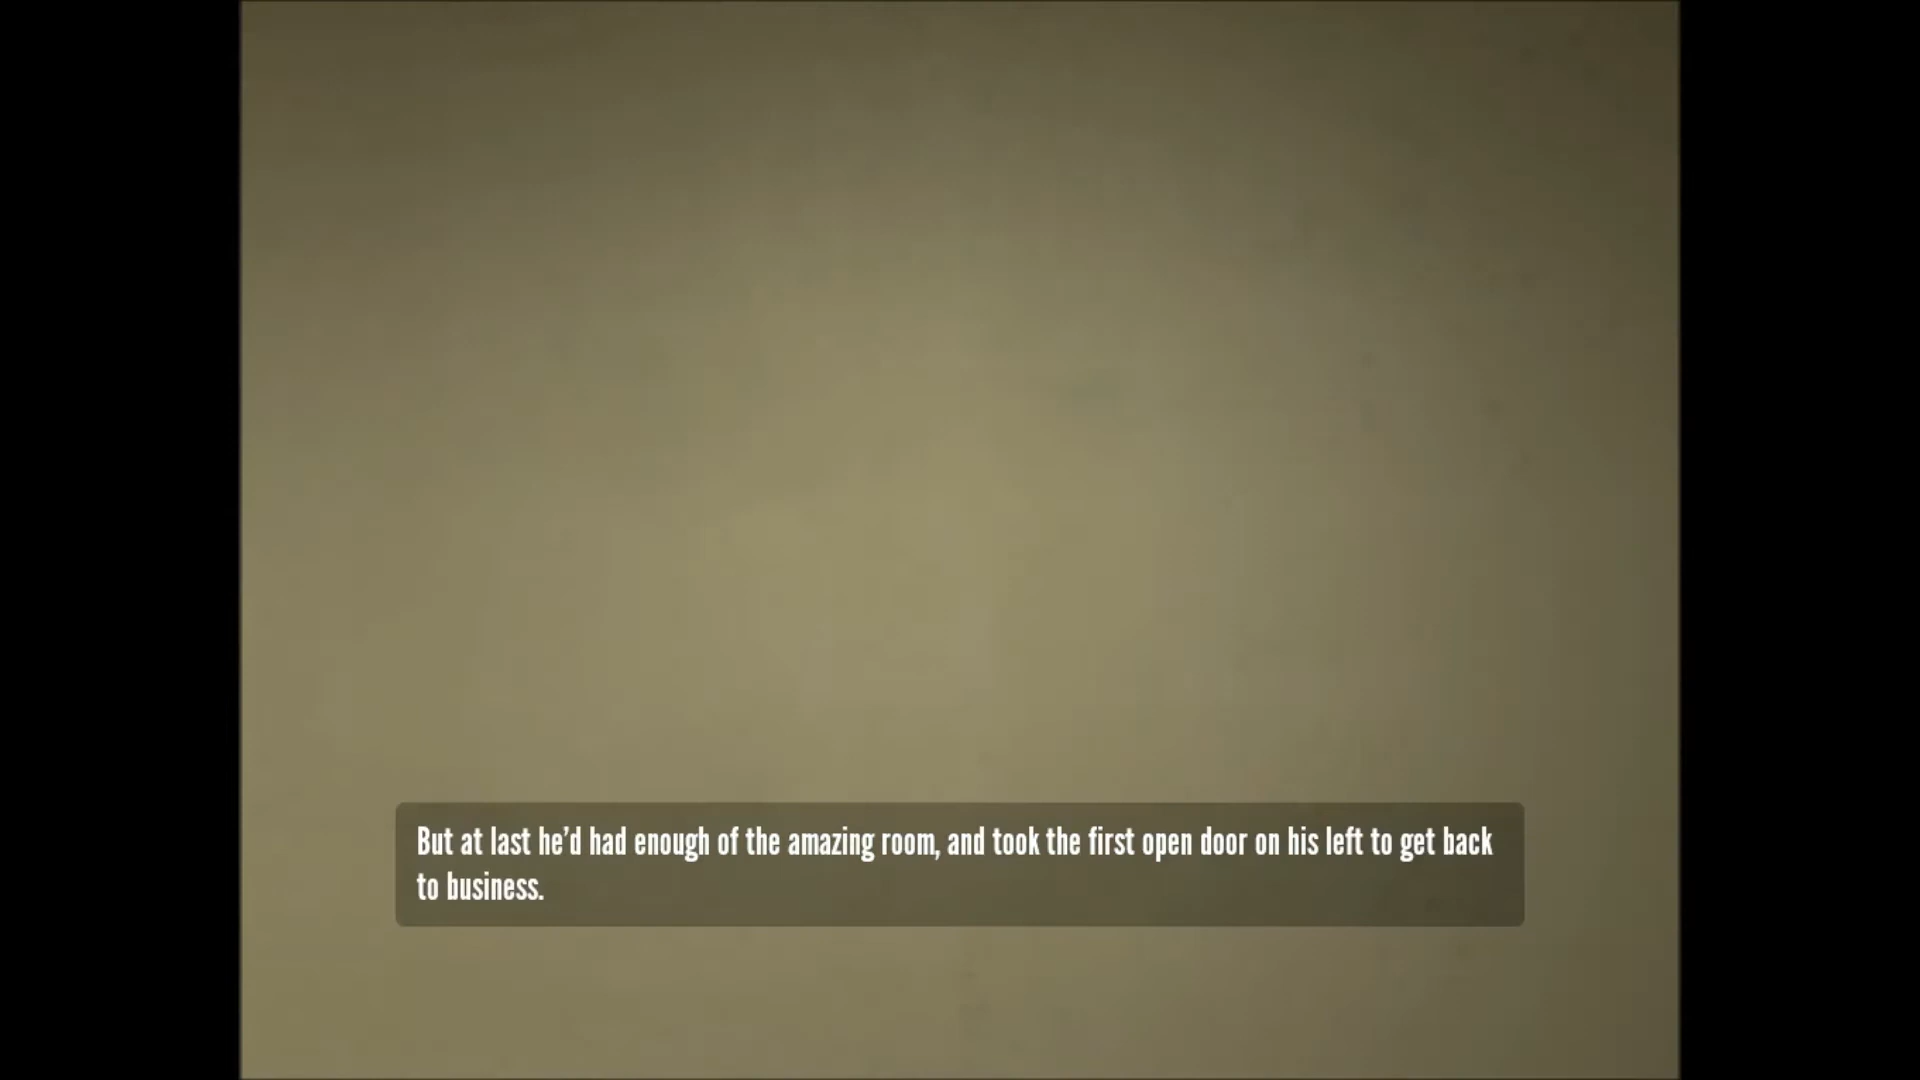 But at last he’d had enough of the amazing room, and took the first open door on his left to get back
to business.